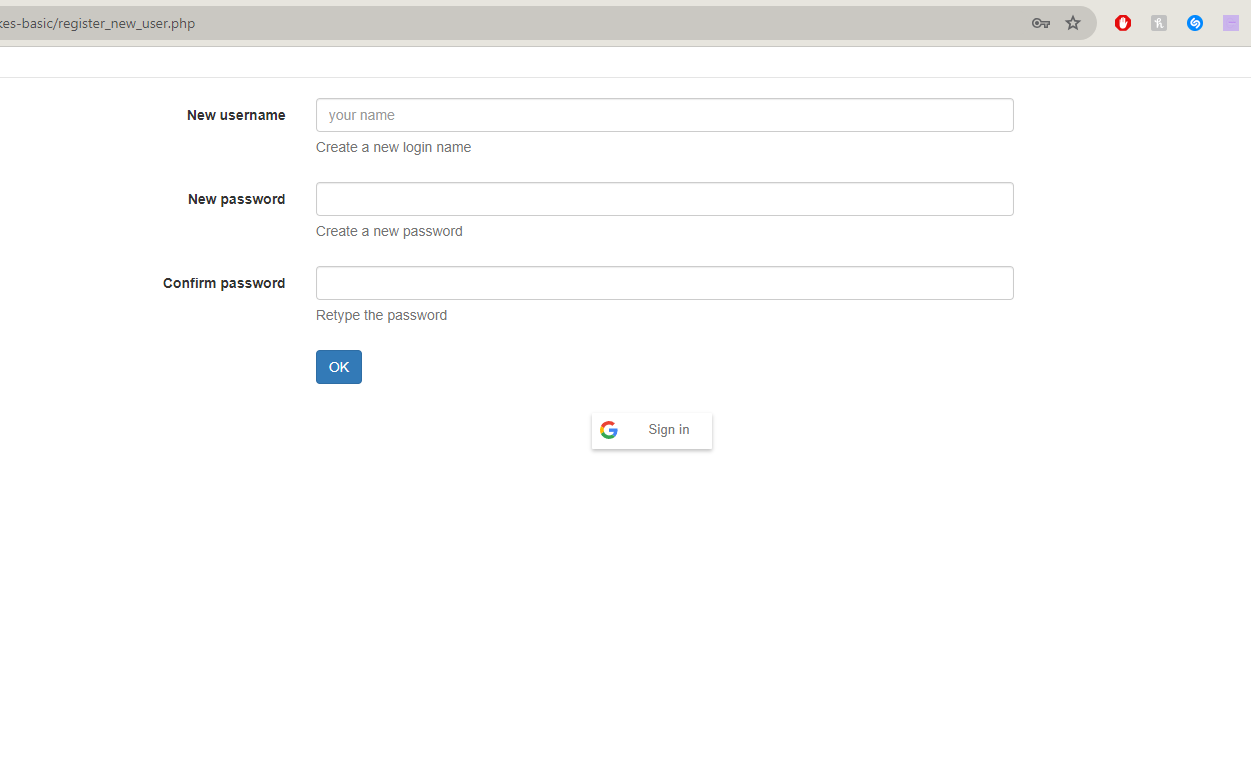 kes-basic/register_new_user.php
New username
your name
Create a new login name
New password
Create a new password
Confirm password
Retype the password
OK
Sign in